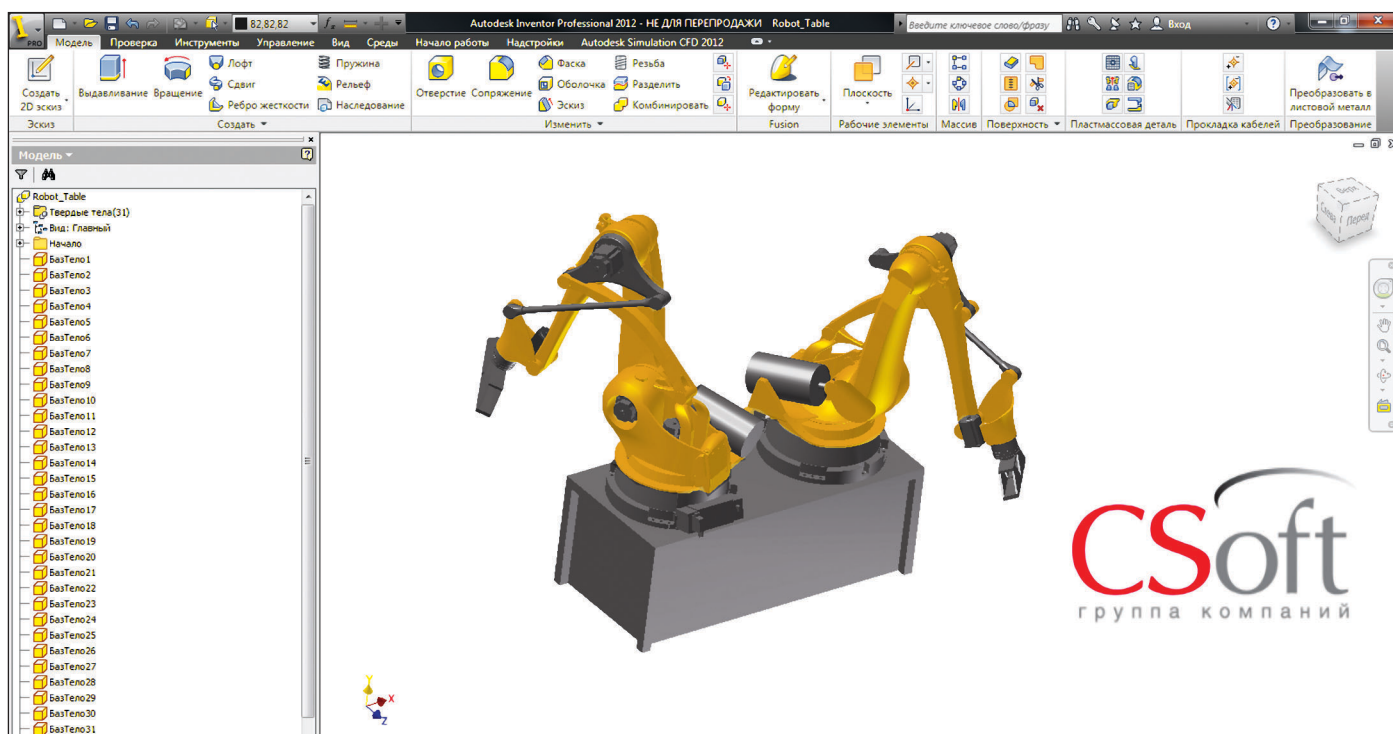 82,82,82
Autodesk Inventor Professional 2012 - НЕ ДЛЯ ПЕРЕПРОДАЖИ Robot_Table
Введите ключевое слово/фразу
Вход
PRO
Модель Проверка Инструменты Управление Вид Среды Начало работы Надстройки Autodesk Simulation CFD 2012
Создать
2D эскиз
Эскиз
Выдавливание Вращение
Лофт
Сдвиг
Ребро жесткости
Пружина
Рельеф
Наследование
Создать
Отверстие Сопряжение
Фаска
Оболочка
Эскиз
Резьба
Разделить
Комбинировать
Изменить
Редактировать
форму
Fusion
Плоскость
Рабочие элементы
Массив
Поверхность
Пластмассовая деталь
Прокладка кабелей
Преобразовать в
листовой металл
Преобразование
Модель
Robot_Table
Твердые тела(31)
Вид: Главный
Начало
БазТело1
БазТело2
БазТело3
БазТело4
БазТело5
БазТело6
БазТело7
БазТело8
БазТело9
БазТело10
БазТело11
БазТело12
БазТело13
БазТело14
БазТело15
БазТело16
БазТело17
БазТело18
БазТело19
БазТело20
БазТело21
БазТело22
БазТело23
БазТело24
БазТело25
БазТело26
БазТело27
БазТело28
БазТело29
БазТело30
БазТело31
Верх
Слева
Перед
Y
X
Z
CSoft
группа компаний